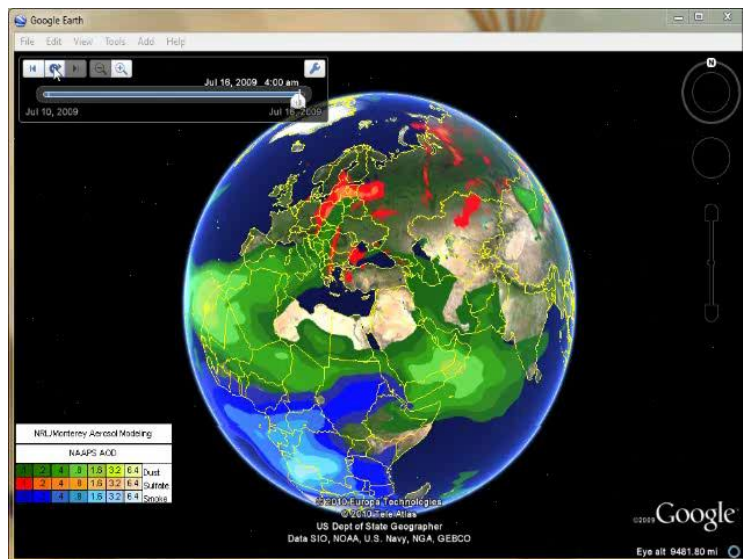 Google Earth
File Edit View Tools Add Help
Jul 16, 2009 4:00 am
Jul 10, 2009 Jul 16, 2009
N
NRL/Monterey Aerosol Modeling
NAAPS AOD
.1 .2 .4 .8 1.6 3.2 6.4 Dust
.1 .2 .4 .8 1.6 3.2 6.4 Sulfate
.1 .2 .4 .8 1.6 3.2 6.4 Smoke
© 2010 Europa Technologies
© 2010 Tele Atlas
US Dept of State Geographer
Data SIO, NOAA, U.S. Navy, NGA, GEBCO
©2009 Google
Eye alt 9481.80 mi